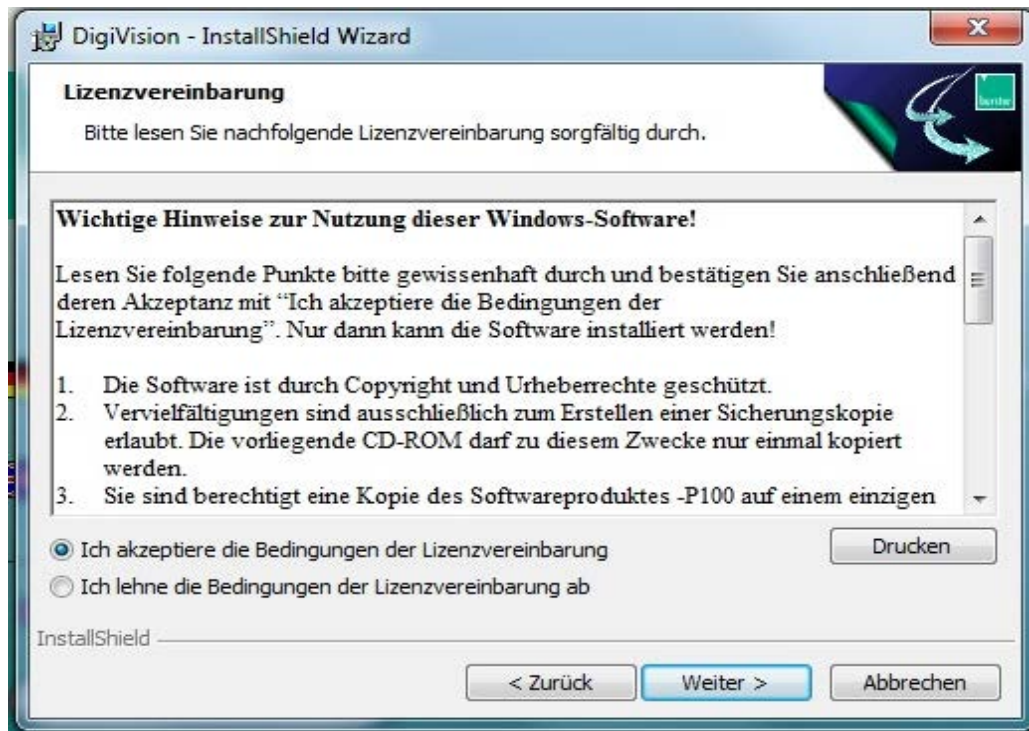 DigiVision - InstallShield Wizard
Lizenzvereinbarung
Bitte lesen Sie nachfolgende Lizenzvereinbarung sorgfältig durch.
Wichtige Hinweise zur Nutzung dieser Windows-Software!
Lesen Sie folgende Punkte bitte gewissenhaft durch und bestätigen Sie anschließend
deren Akzeptanz mit “Ich akzeptiere die Bedingungen der
Lizenzvereinbarung”. Nur dann kann die Software installiert werden!
1. Die Software ist durch Copyright und Urheberrechte geschützt.
2. Vervielfältigungen sind ausschließlich zum Erstellen einer Sicherungskopie
erlaubt. Die vorliegende CD-ROM darf zu diesem Zwecke nur einmal kopiert
werden.
3. Sie sind berechtigt eine Kopie des Softwareproduktes -P100 auf einem einzigen
Ich akzeptiere die Bedingungen der Lizenzvereinbarung
Drucken
Ich lehne die Bedingungen der Lizenzvereinbarung ab
InstallShield
< Zurück
Weiter >
Abbrechen